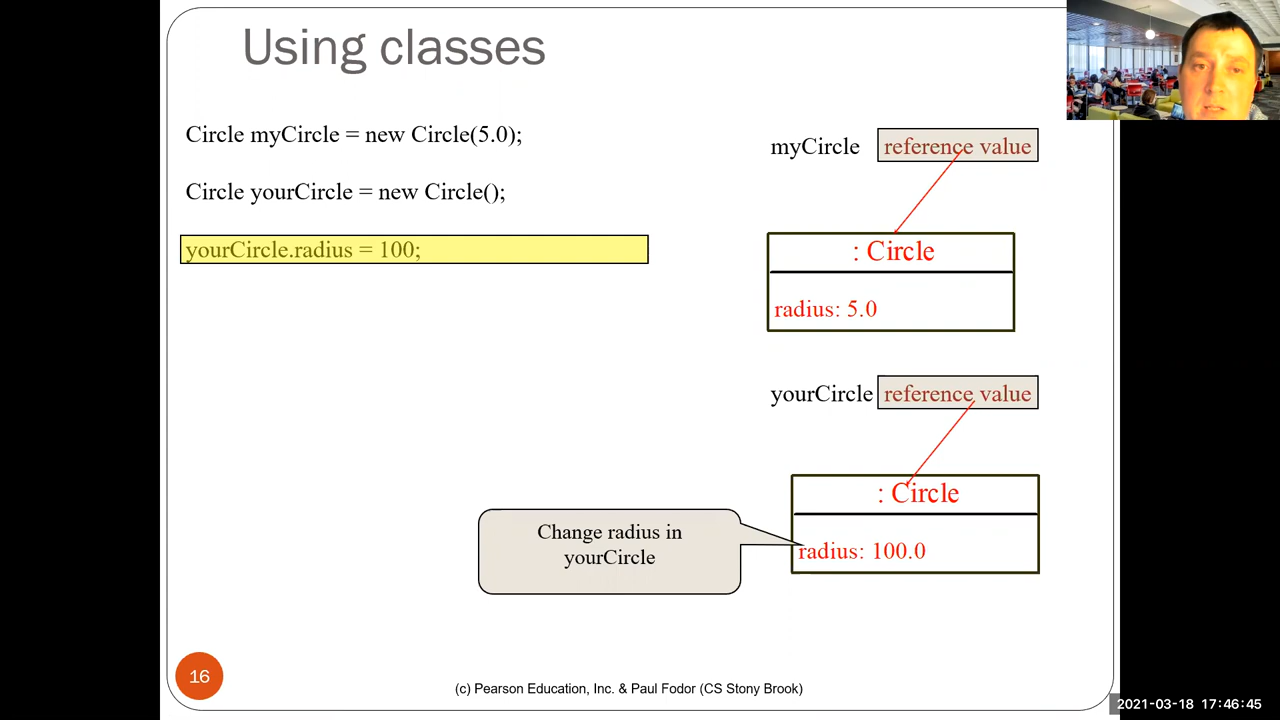 Using classes
Circle myCircle = new Circle(5.0);
Circle yourCircle = new Circle();
yourCircle.radius = 100;
myCircle reference value
: Circle
radius: 5.0
yourCircle reference value
: Circle
radius: 100.0
Change radius in
yourCircle
16
(c) Pearson Education, Inc. & Paul Fodor (CS Stony Brook)
2021-03-18 17:46:45